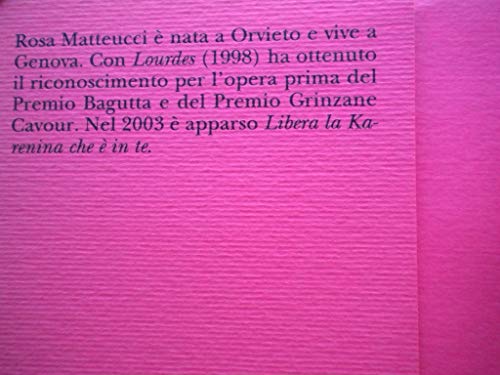 Rosa Matteucci è nata a Orvieto e vive a
Genova. Con Lourdes (1998) ha ottenuto
il riconoscimento per l'opera prima del
Premio Bagutta e del Premio Grinzane
Cavour. Nel 2003 è apparso Libera la Ka-
renina che è in te.